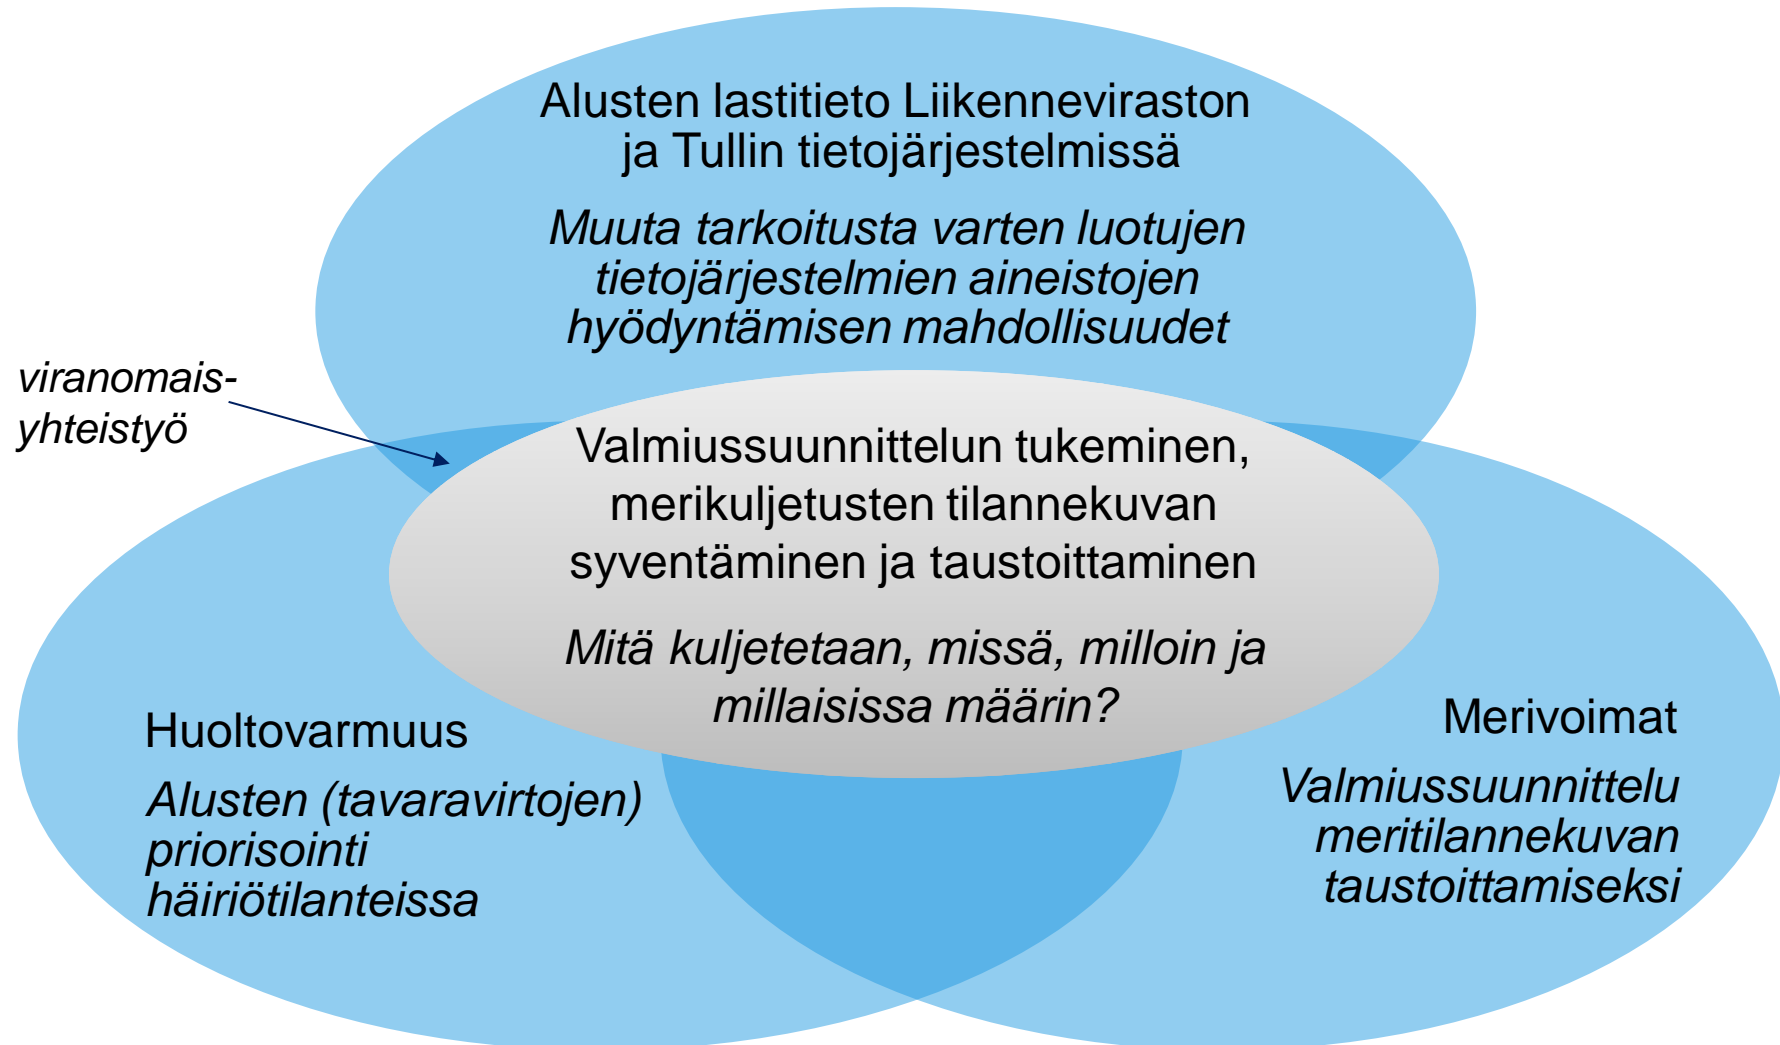 Alusten lastitieto Liikenneviraston
ja Tullin tietojärjestelmissä
Muuta tarkoitusta varten luotujen
tietojärjestelmien aineistojen
hyödyntämisen mahdollisuudet
viranomais-
yhteistyö
Valmiussuunnittelun tukeminen,
merikuljetusten tilannekuvan
syventäminen ja taustoittaminen
Mitä kuljetetaan, missä, milloin ja
millaisissa määrin?
Huoltovarmuus
Alusten (tavaravirtojen)
priorisointi
häiriötilanteissa
Merivoimat
Valmiussuunnittelu
meritilannekuvan
taustoittamiseksi